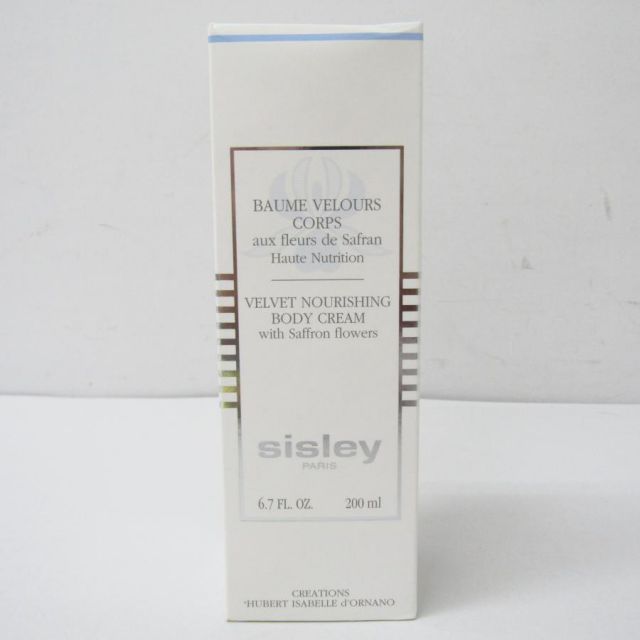 BAUME VELOURS
CORPS
aux fleurs de Safran
Haute Nutrition
VELVET NOURISHING
BODY CREAM
with Saffron flowers
sisley
PARIS
6.7 FL. OZ. 200 ml
CREATIONS
*HUBERT ISABELLE d'ORNANO